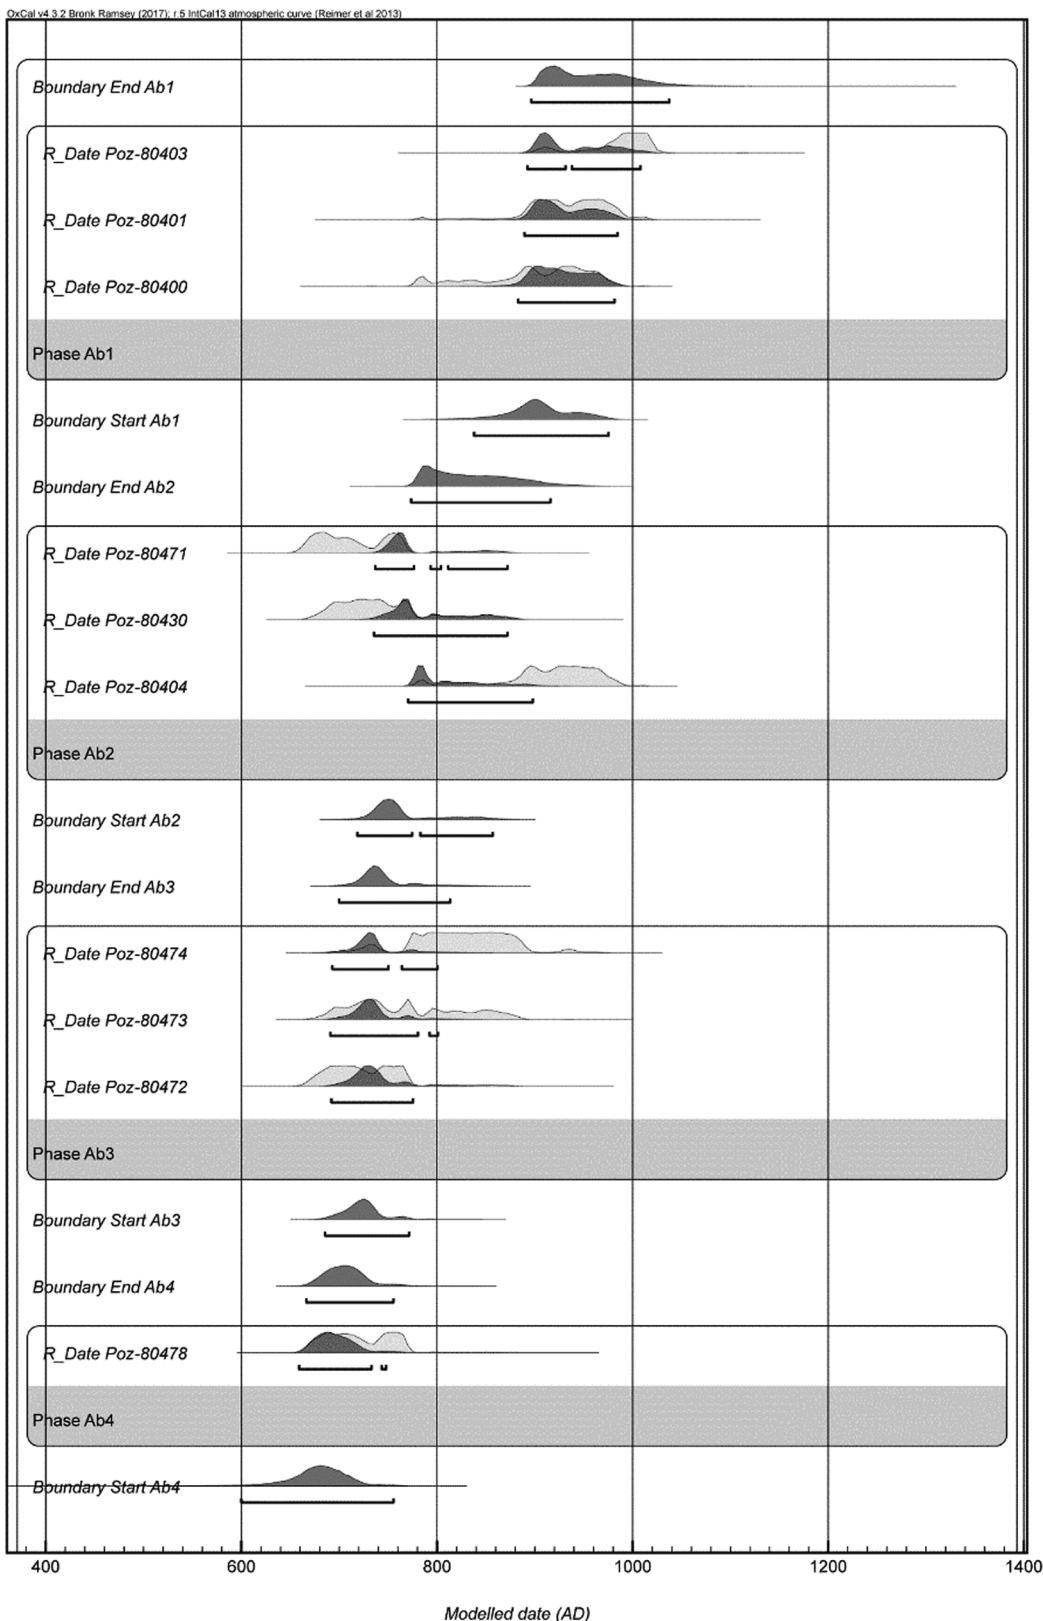 OxCal v4.3.2 Bronk Ramsey (2017); r.5 IntCal13 atmospheric curve (Reimer et al 2013)
Boundary End Ab1
R_Date Poz-80403
R_Date Poz-80401
R_Date Poz-80400
Phase Ab1
Boundary Start Ab1
Boundary End Ab2
R_Date Poz-80471
R_Date Poz-80430
R_Date Poz-80404
Phase Ab2
Boundary Start Ab2
Boundary End Ab3
R_Date Poz-80474
R_Date Poz-80473
R_Date Poz-80472
Phase Ab3
Boundary Start Ab3
Boundary End Ab4
R_Date Poz-80478
Phase Ab4
Boundary Start Ab4
400 600 800 1000 1200 1400
Modelled date (AD)